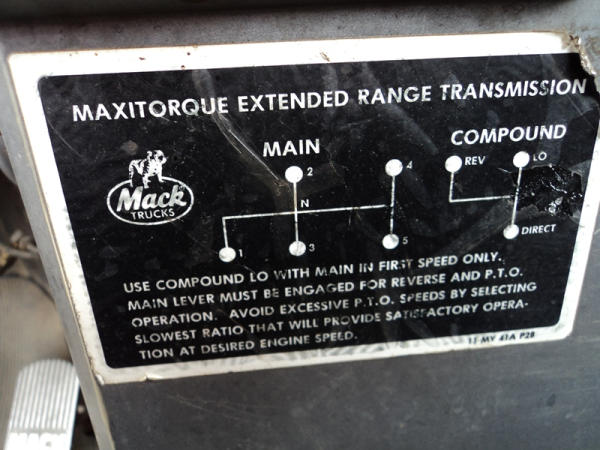 MAXITORQUE EXTENDED RANGE TRANSMISSION
MAIN
COMPOUND
2
4
REV
LO
N
Mack
TRUCKS
1
3
5
DIRECT
USE COMPOUND LO WITH MAIN IN FIRST SPEED ONLY.
MAIN LEVER MUST BE ENGAGED FOR REVERSE AND P.T.O.
OPERATION. AVOID EXCESSIVE P.T.O. SPEEDS BY SELECTING
SLOWEST RATIO THAT WILL PROVIDE SATISFACTORY OPERA-
TION AT DESIRED ENGINE SPEED.